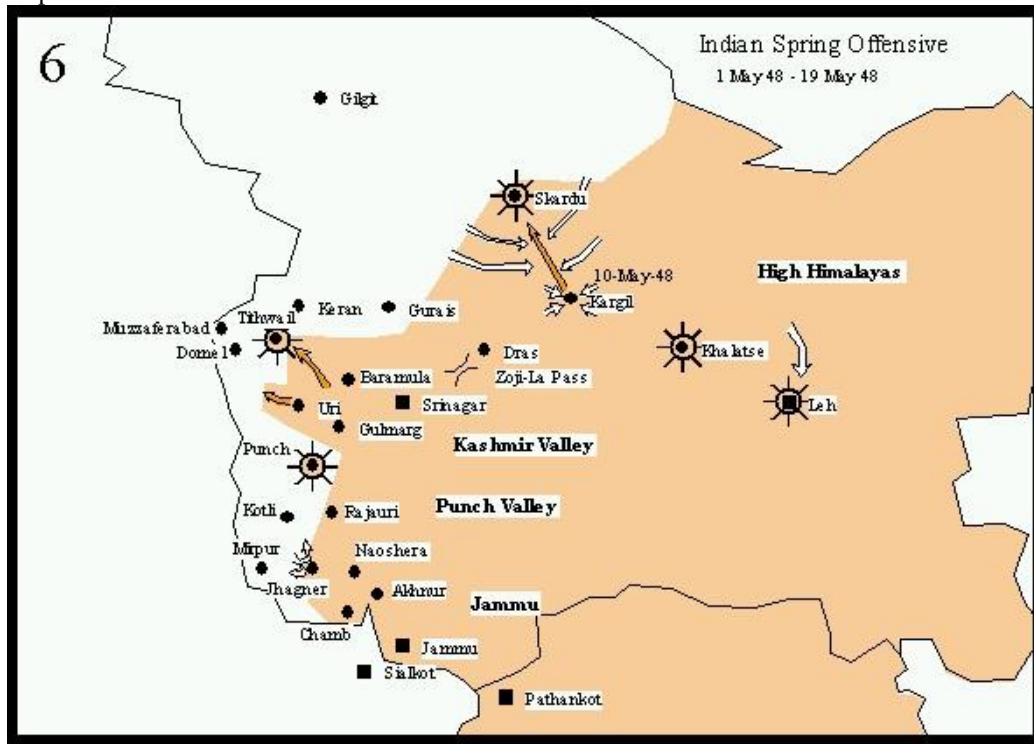 6
Indian Spring Offensive
1 May 48 - 19 May 48
Gilgit
Skardu
High Himalayas
10-May-48
Kargil
Keran
Gurais
Tithwail
Muzzaferabad
Domel
Dras
Khalatse
Baramula
Zoji-La Pass
Uri
Srinagar
Leh
Gulmarg
Punch
Kashmir Valley
Kotli
Rajauri
Punch Valley
Mirpur
Naoshera
Jhagner
Akhnur
Jammu
Chamb
Jammu
Sialkot
Pathankot